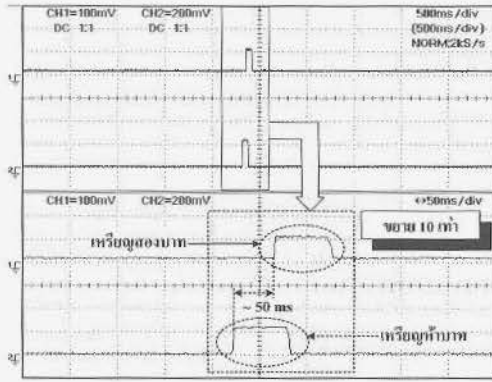 CH1=100mV CH2=200mV 500ms/div
DC 1:1 DC 1:1 (500ms/div)
NORM:2kS/s
CH1=100mV CH2=200mV ⇔50ms/div
ขยาย 10 เท่า
เหรียญสองบาท
~ 50 ms
เหรียญห้าบาท